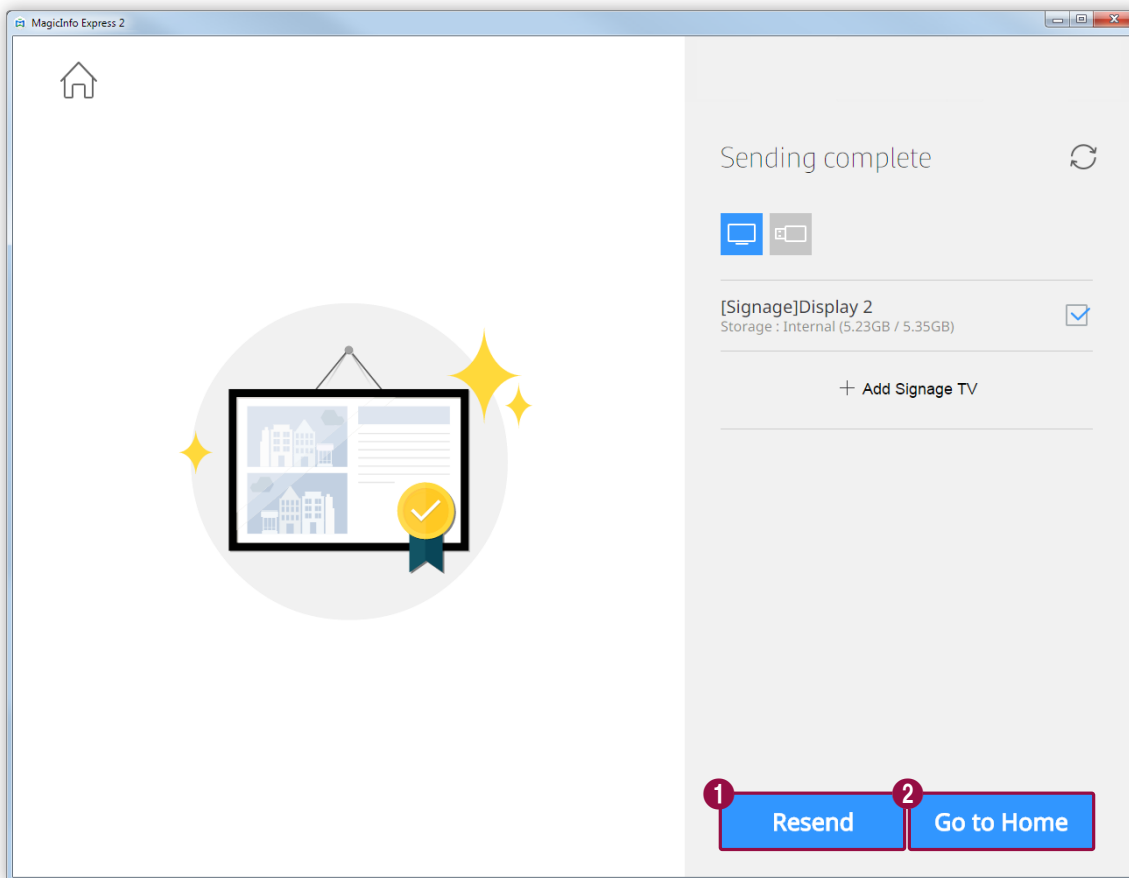 MagicInfo Express 2
Sending complete
[Signage]Display 2
Storage : Internal (5.23GB / 5.35GB)
+ Add Signage TV
1 Resend
2 Go to Home